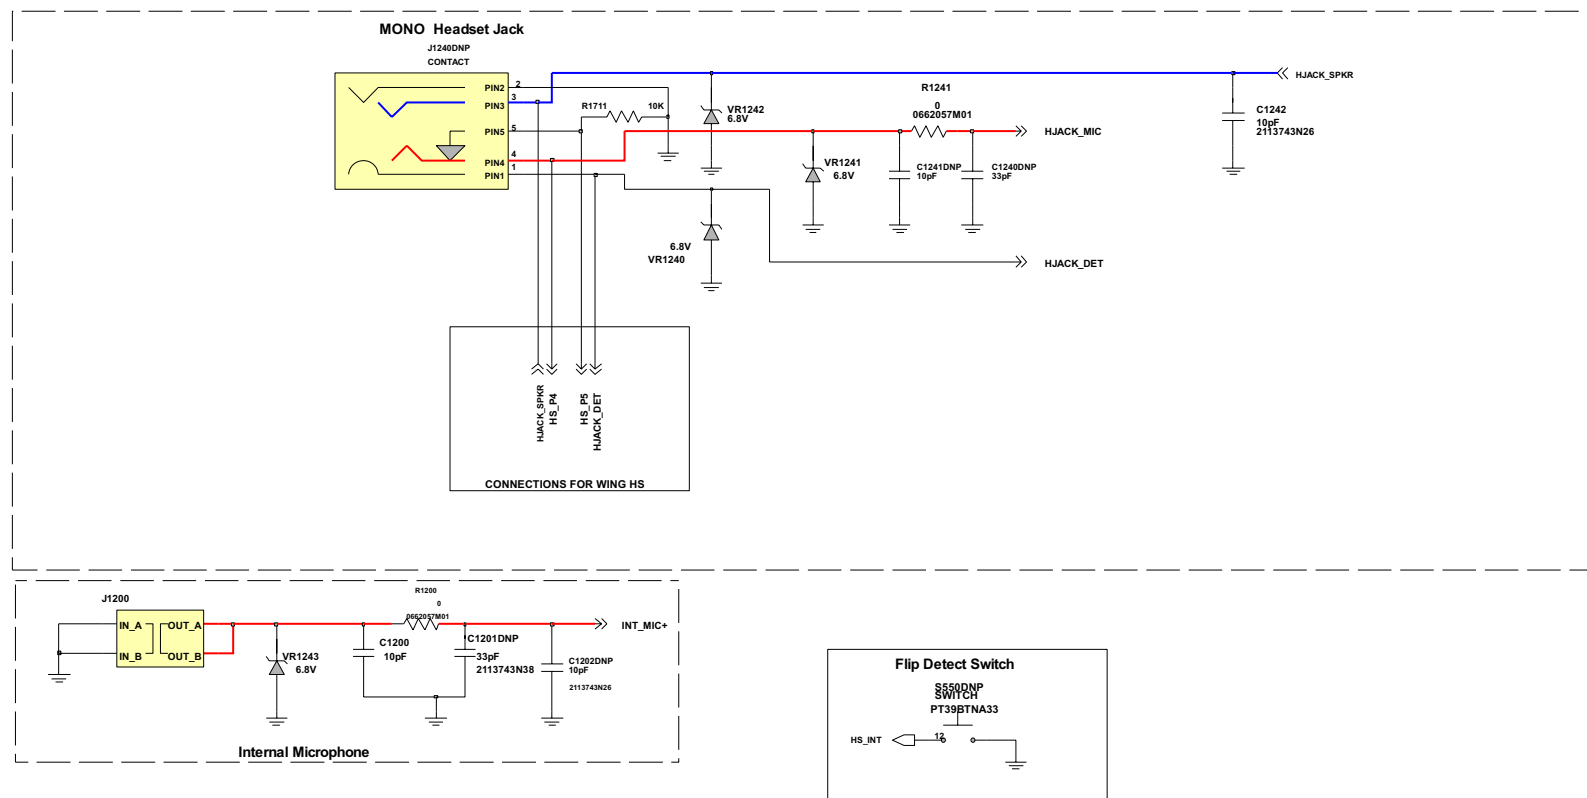 MONO Headset Jack
J1240DNP
CONTACT
PIN2
2
PIN3
3
PIN5
5
PIN4
4
PIN1
1
R1711
10K
VR1242
6.8V
R1241
0
0662057M01
HJACK_SPKR
C1242
10pF
2113743N26
HJACK_MIC
VR1241
6.8V
C1241DNP
10pF
C1240DNP
33pF
6.8V
VR1240
HJACK_DET
HJACK_SPKR
HS_P4
HS_P5
HJACK_DET
CONNECTIONS FOR WING HS
J1200
IN_A
OUT_A
IN_B
OUT_B
R1200
0
0662057M01
INT_MIC+
VR1243
6.8V
C1200
10pF
C1201DNP
33pF
2113743N38
C1202DNP
10pF
2113743N26
Internal Microphone
Flip Detect Switch
S550DNP
SWITCH
PT39BTNA33
HS_INT
12